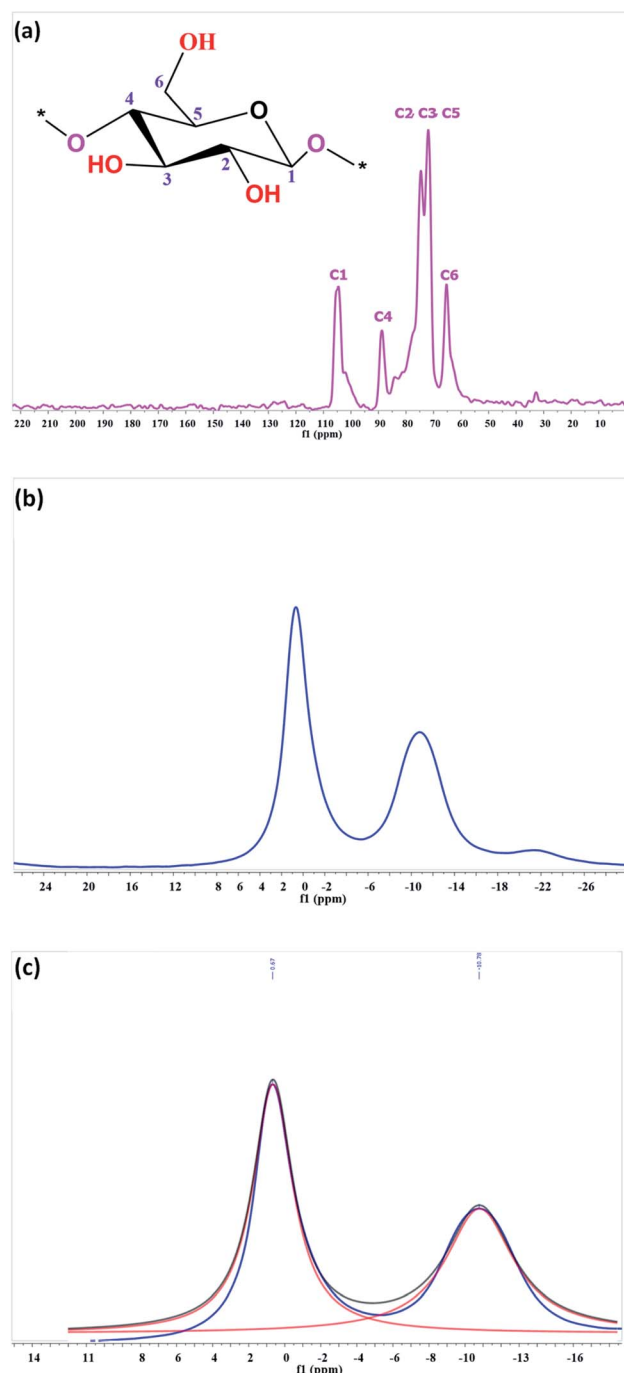 (a)
OH
6
4
5
O
C2, C3, C5
*
O
HO
3
2
OH
1
O
*
C1
C4
C6
220 210 200 190 180 170 160 150 140 130 120 110 100 90 80 70 60 50 40 30 20 10
f1 (ppm)
(b)
24 20 16 12 8 6 4 2 0 -2 -6 -10 -14 -18 -22 -26
f1 (ppm)
(c)
— 0.67
— -10.78
14 11 8 6 4 2 0 -2 -4 -6 -8 -10 -13 -16
f1 (ppm)